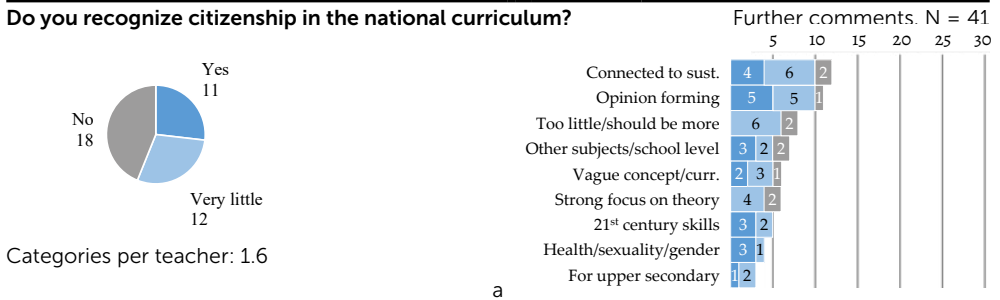 Do you recognize citizenship in the national curriculum?
Further comments. N = 41
5 10 15 20 25 30
Yes
11
No
18
Very little
12
Categories per teacher: 1.6
Connected to sust. 4 6 2
Opinion forming 5 5 1
Too little/should be more 6 2
Other subjects/school level 3 2 2
Vague concept/curr. 2 3 1
Strong focus on theory 4 2
21st century skills 3 2
Health/sexuality/gender 3 1
For upper secondary 1 2
a